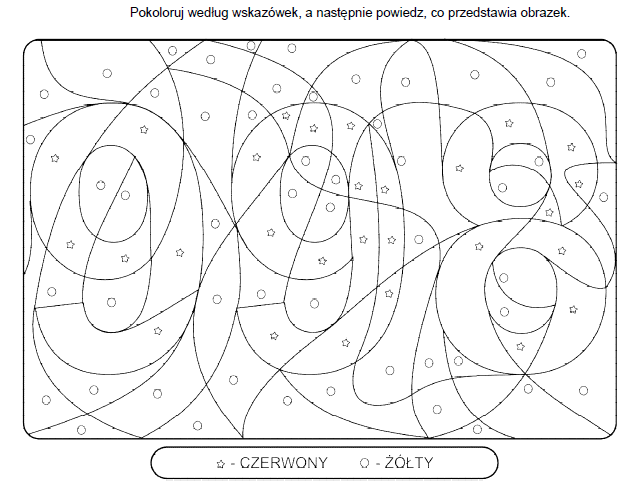 Pokoloruj według wskazówek, a następnie powiedz, co przedstawia obrazek.
☆ - CZERWONY ○ - ŻÓŁTY